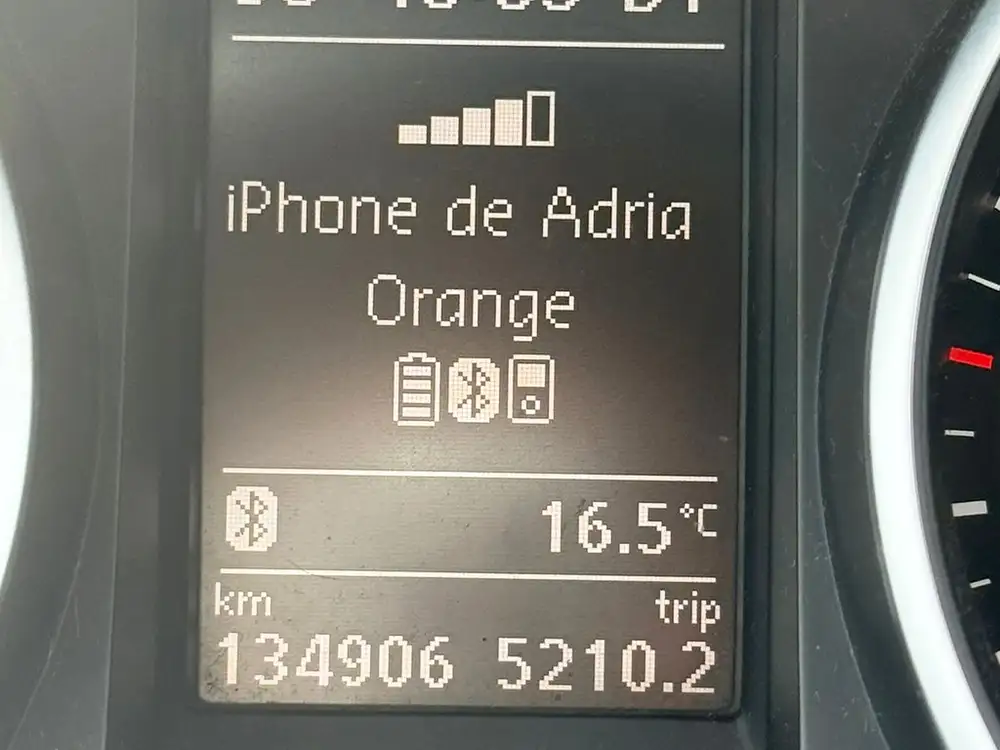 iPhone de Adria
Orange
16.5°C
km trip
134906 5210.2